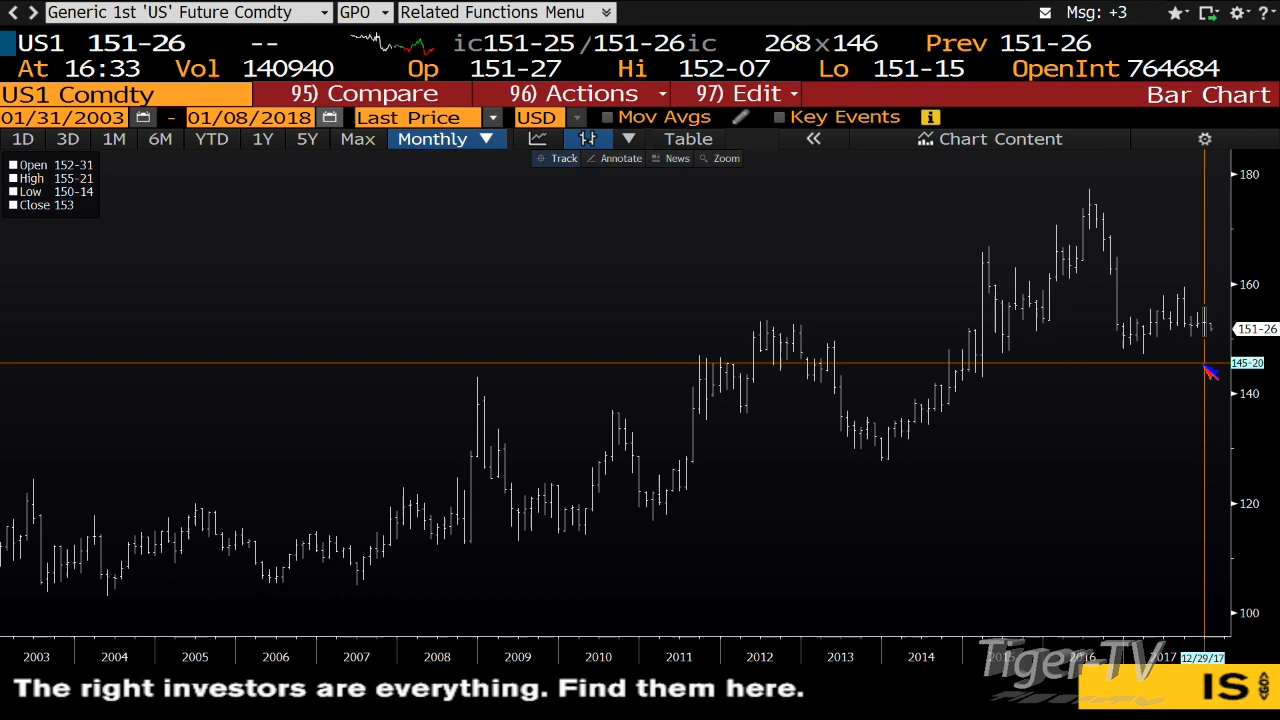 Generic 1st 'US' Future Comdty GPO Related Functions Menu Msg: +3 ?
US1 151-26 -- ic151-25/151-26ic 268x146 Prev 151-26
At 16:33 Vol 140940 Op 151-27 Hi 152-07 Lo 151-15 OpenInt 764684
US1 Comdty 95) Compare 96) Actions 97) Edit Bar Chart
01/31/2003 - 01/08/2018 Last Price USD Mov Avgs Key Events i
1D 3D 1M 6M YTD 1Y 5Y Max Monthly Table « Chart Content
Track Annotate News Zoom
Open 152-31
High 155-21
Low 150-14
Close 153
180
160
151-26
145-20
140
120
100
2003 2004 2005 2006 2007 2008 2009 2010 2011 2012 2013 2014 2015 2016 2017 12/29/17
Tiger-TV
The right investors are everything. Find them here.
IS